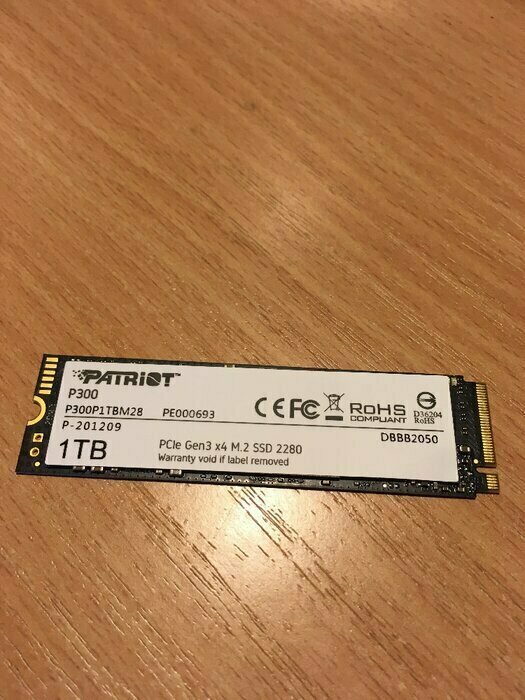 PATRIOT
P300
P300P1TBM28 PE000693
P-201209
1TB
PCIe Gen3 x4 M.2 SSD 2280
Warranty void if label removed
CE FC RoHS
COMPLIANT
D36204
RoHS
DBBB2050